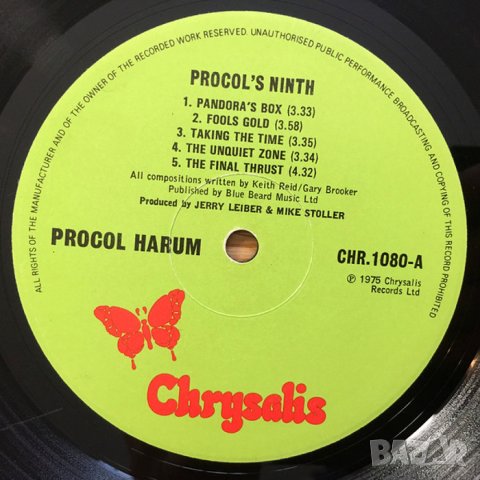 ALL RIGHTS OF THE MANUFACTURER AND OF THE OWNER OF THE RECORDED WORK RESERVED. UNAUTHORISED PUBLIC PERFORMANCE BROADCASTING AND COPYING OF THIS RECORD PROHIBITED
PROCOL'S NINTH
1. PANDORA'S BOX (3.33)
2. FOOLS GOLD (3.58)
3. TAKING THE TIME (3.35)
4. THE UNQUIET ZONE (3.34)
5. THE FINAL THRUST (4.32)
All compositions written by Keith Reid/Gary Brooker
Published by Blue Beard Music Ltd
Produced by JERRY LEIBER & MIKE STOLLER
PROCOL HARUM
CHR.1080-A
℗ 1975 Chrysalis
Records Ltd
Chrysalis
BAZAR